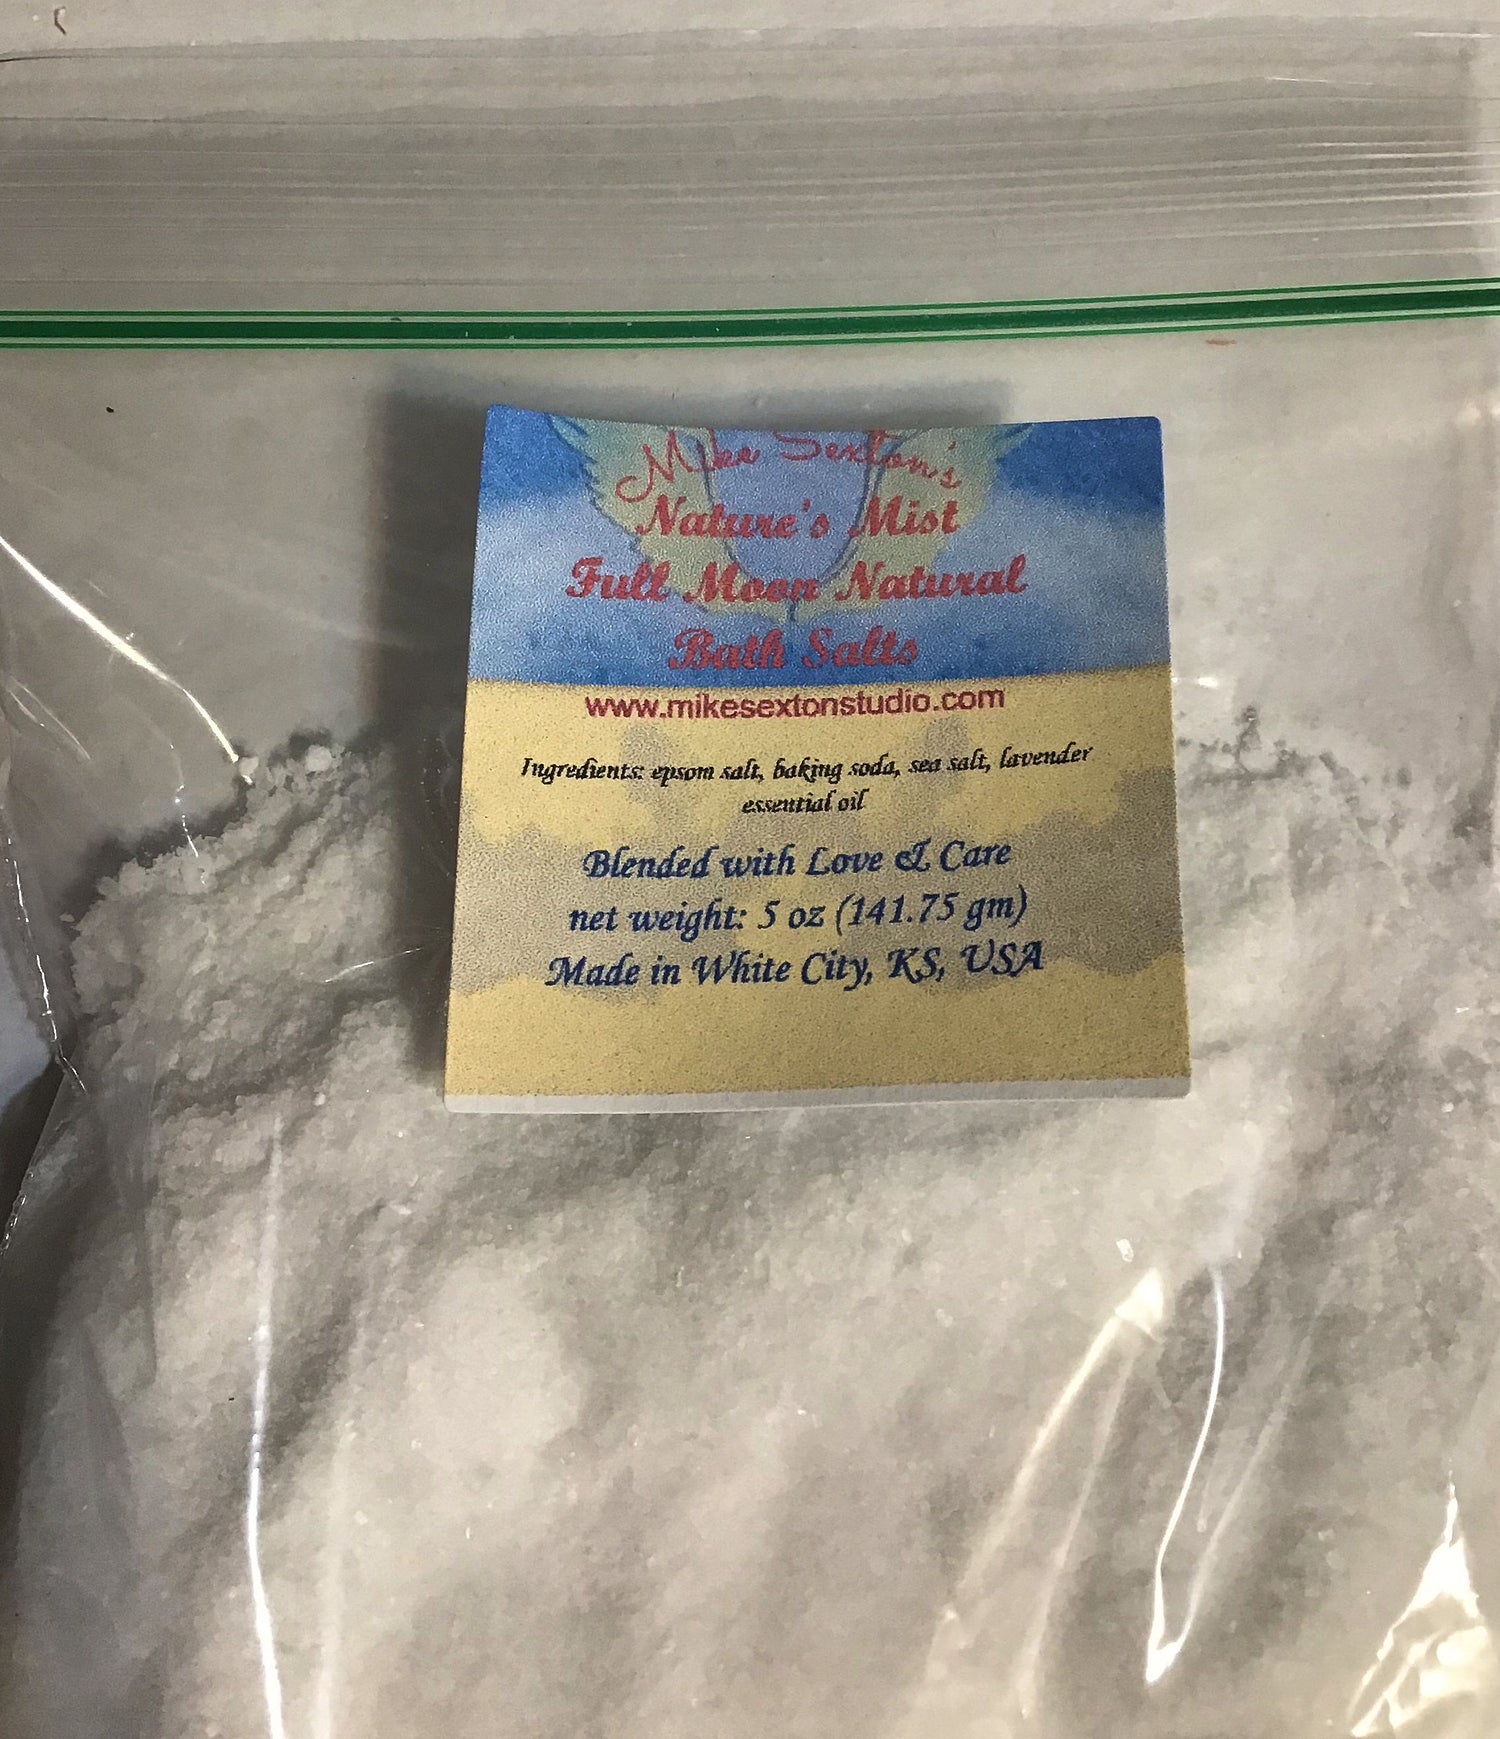 Mike Sexton's
Nature's Mist
Full Moon Natural
Bath Salts
www.mikesextonstudio.com
Ingredients: epsom salt, baking soda, sea salt, lavender
essential oil
Blended with Love & Care
net weight: 5 oz (141.75 gm)
Made in White City, KS, USA